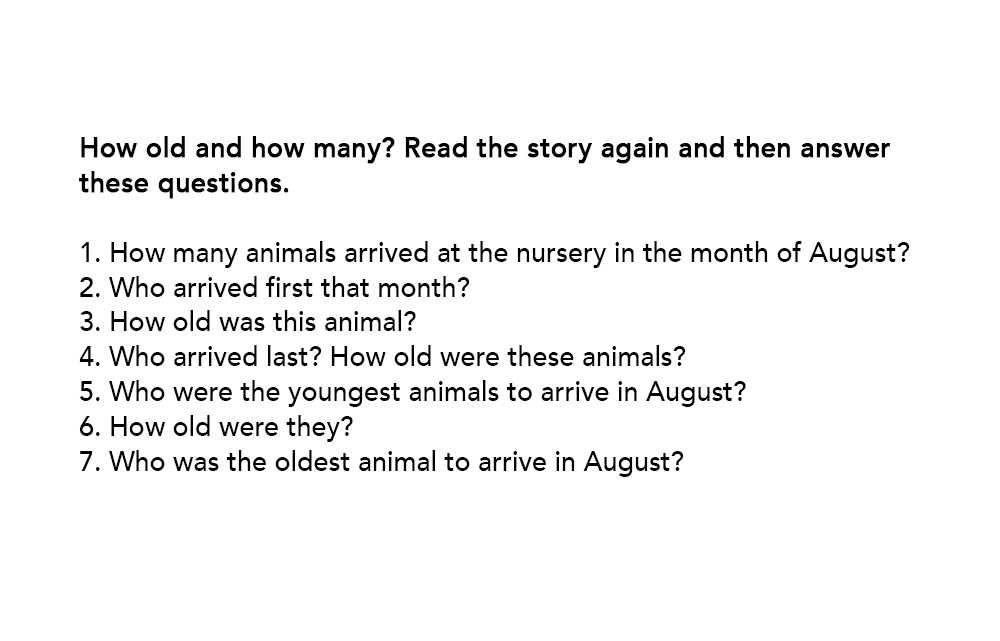 How old and how many? Read the story again and then answer
these questions.
1. How many animals arrived at the nursery in the month of August?
2. Who arrived first that month?
3. How old was this animal?
4. Who arrived last? How old were these animals?
5. Who were the youngest animals to arrive in August?
6. How old were they?
7. Who was the oldest animal to arrive in August?